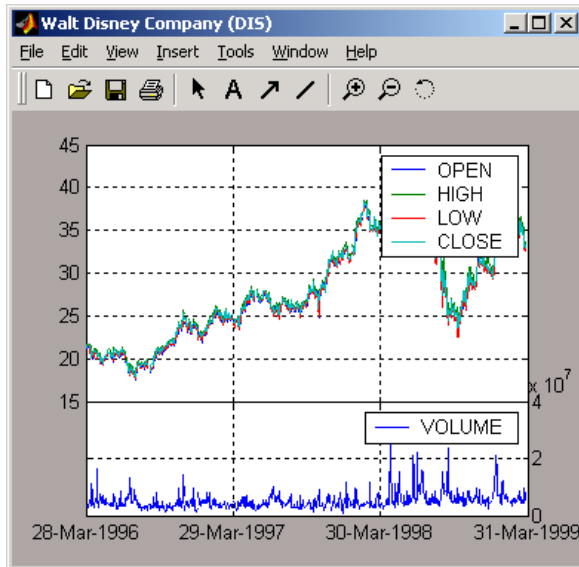 Walt Disney Company (DIS)
File Edit View Insert Tools Window Help
A
45
40
35
30
25
20
15
OPEN
HIGH
LOW
CLOSE
x 10^7
4
2
0
VOLUME
28-Mar-1996 29-Mar-1997 30-Mar-1998 31-Mar-1999